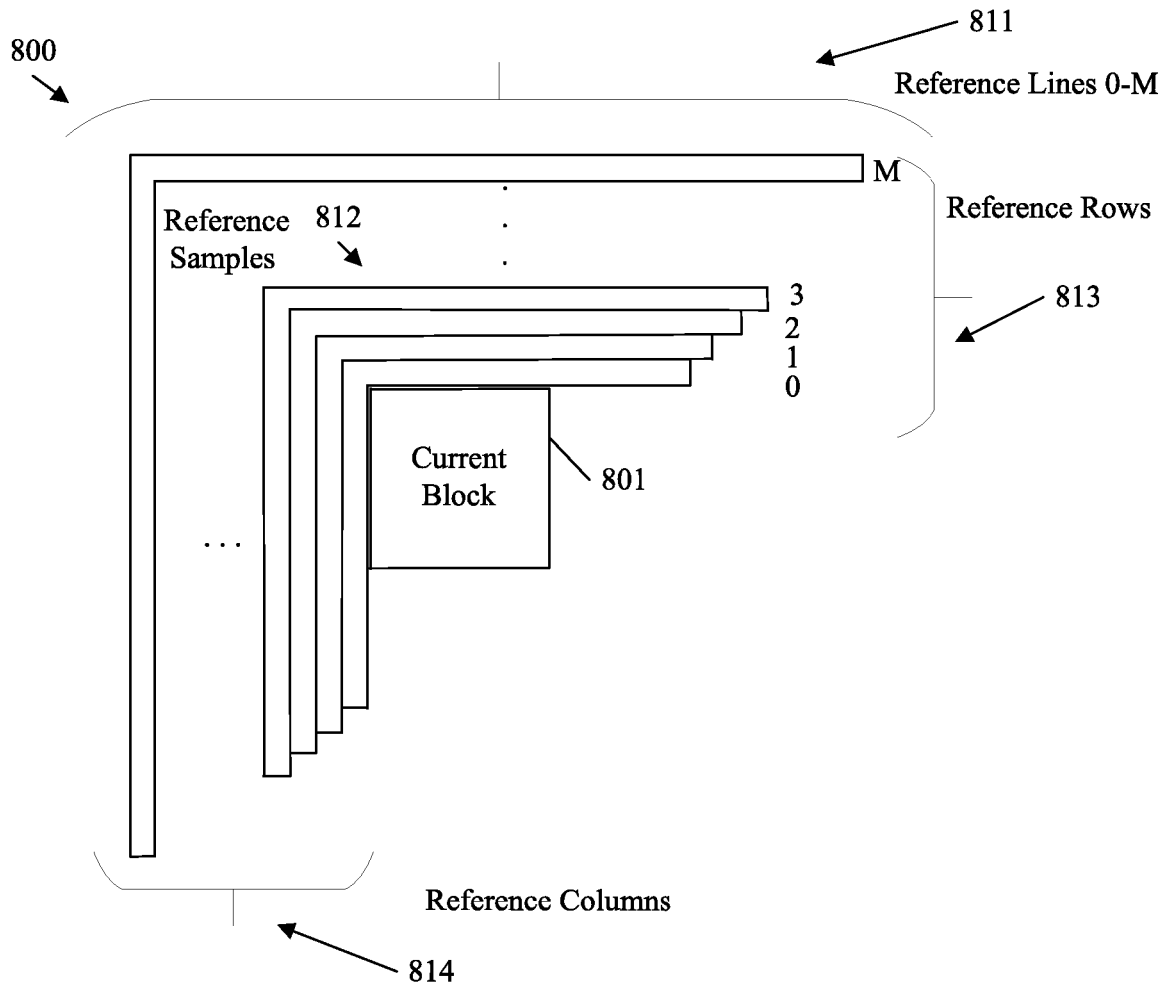 811
800
Reference Lines 0-M
M
Reference 812
Samples
Reference Rows
.
.
.
3
813
2
1
0
Current
Block
801
. . .
Reference Columns
814